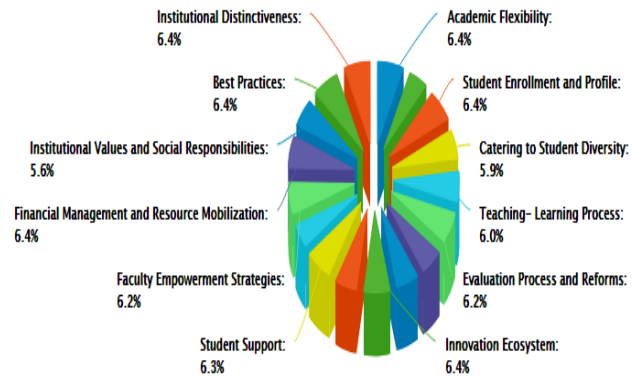 Institutional Distinctiveness:
6.4%
Academic Flexibility:
6.4%
Best Practices:
6.4%
Student Enrollment and Profile:
6.4%
Institutional Values and Social Responsibilities:
5.6%
Catering to Student Diversity:
5.9%
Financial Management and Resource Mobilization:
6.4%
Teaching- Learning Process:
6.0%
Faculty Empowerment Strategies:
6.2%
Evaluation Process and Reforms:
6.2%
Student Support:
6.3%
Innovation Ecosystem:
6.4%